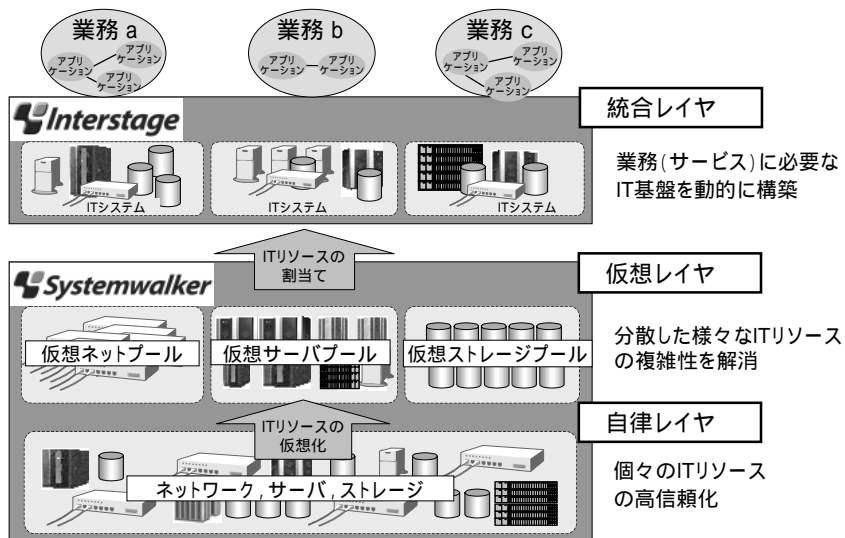 業務 a
アプリ
ケーション
アプリ
ケーション
業務 b
アプリ
ケーション
アプリ
ケーション
業務 c
アプリ
ケーション
アプリ
ケーション
アプリ
ケーション
Interstage
統合レイヤ
業務(サービス)に必要な
IT基盤を動的に構築
ITシステム
ITシステム
ITシステム
ITリソースの
割当て
Systemwalker
仮想レイヤ
分散した様々なITリソース
の複雑性を解消
仮想ネットプール
仮想サーバプール
仮想ストレージプール
ITリソースの
仮想化
自律レイヤ
個々のITリソース
の高信頼化
ネットワーク,サーバ,ストレージ